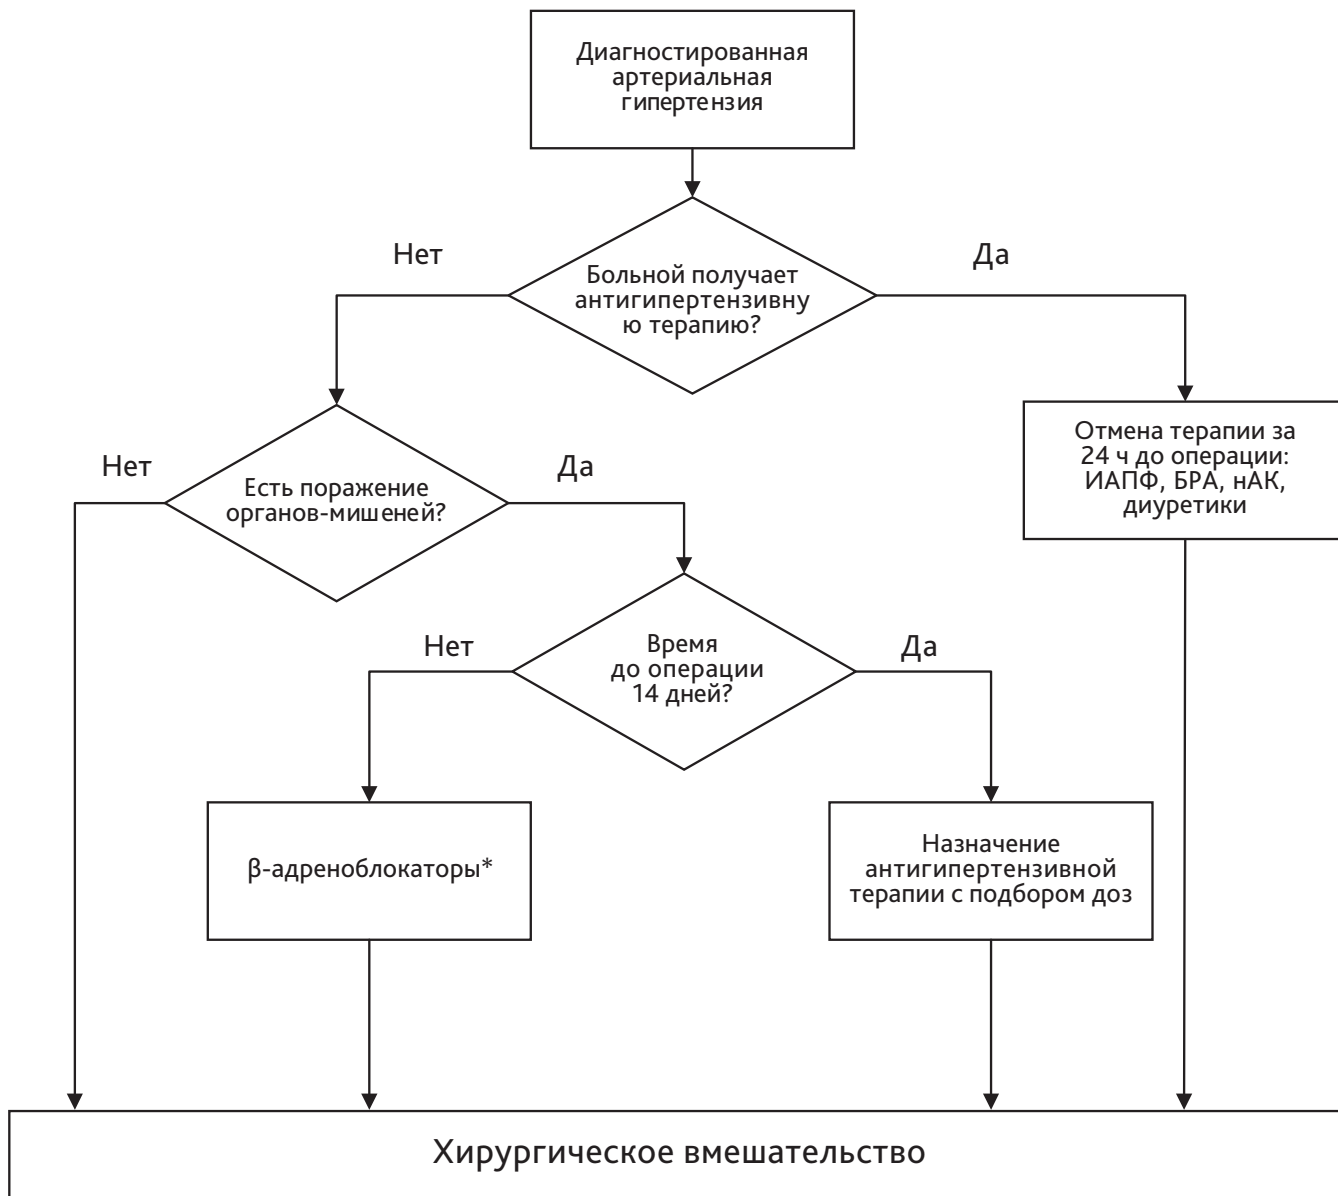 Диагностированная
артериальная
гипертензия
Нет
Да
Больной получает
антигипертензивну
ю терапию?
Нет
Да
Есть поражение
органов-мишеней?
Отмена терапии за
24 ч до операции:
ИАПФ, БРА, нАК,
диуретики
Нет
Да
Время
до операции
14 дней?
β-адреноблокаторы*
Назначение
антигипертензивной
терапии с подбором доз
Хирургическое вмешательство